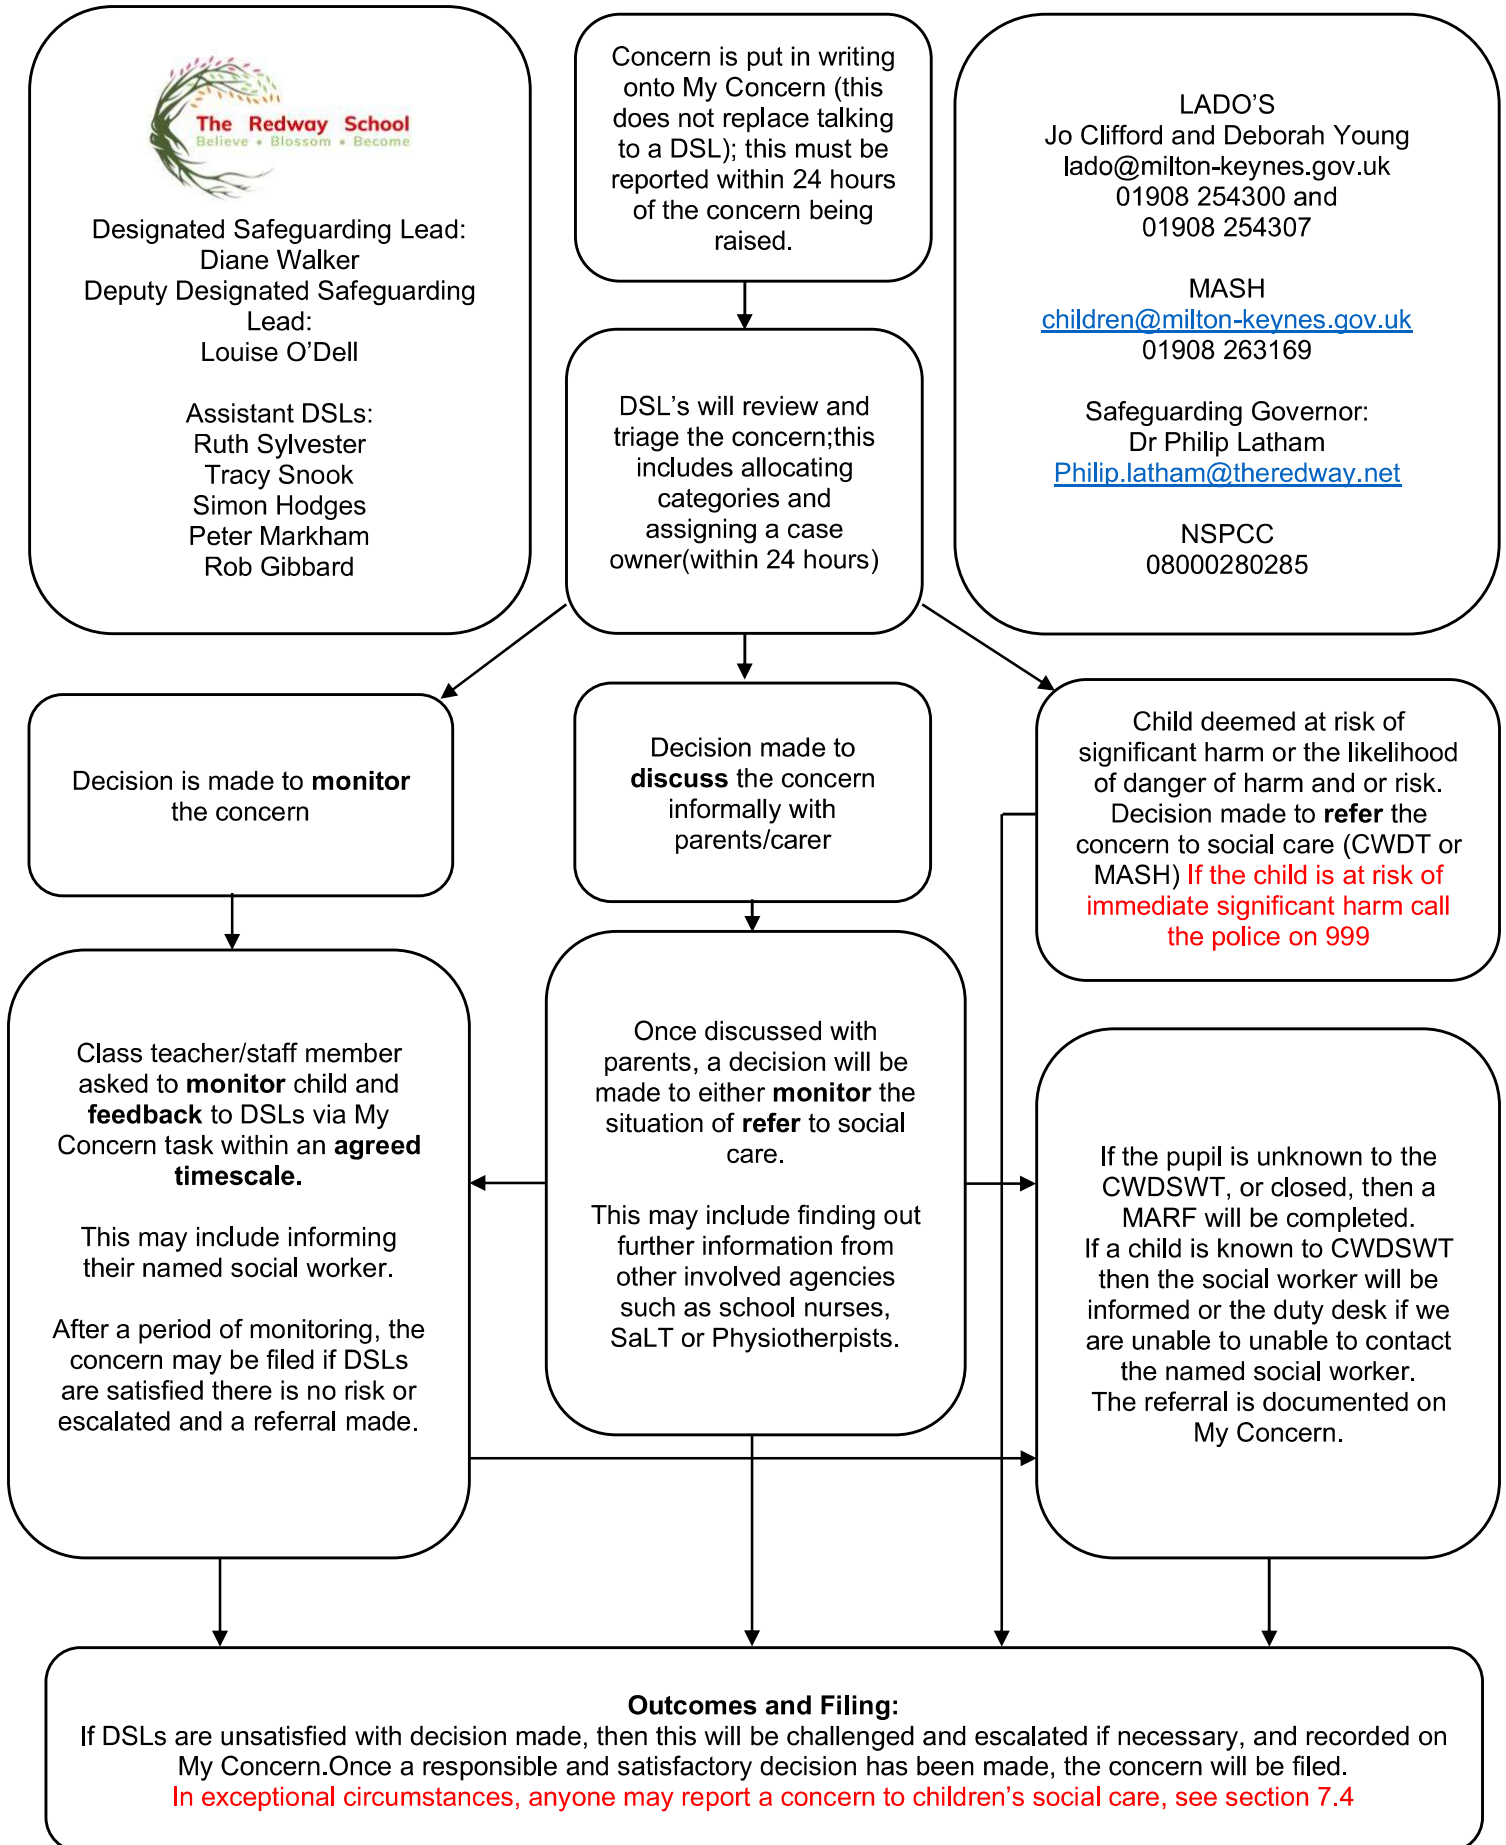 The Redway School
Believe • Blossom • Become
Designated Safeguarding Lead:
Diane Walker
Deputy Designated Safeguarding
Lead:
Louise O’Dell
Assistant DSLs:
Ruth Sylvester
Tracy Snook
Simon Hodges
Peter Markham
Rob Gibbard
Concern is put in writing
onto My Concern (this
does not replace talking
to a DSL); this must be
reported within 24 hours
of the concern being
raised.
LADO’S
Jo Clifford and Deborah Young
lado@milton-keynes.gov.uk
01908 254300 and
01908 254307
MASH
children@milton-keynes.gov.uk
01908 263169
Safeguarding Governor:
Dr Philip Latham
Philip.latham@theredway.net
NSPCC
08000280285
DSL’s will review and
triage the concern;this
includes allocating
categories and
assigning a case
owner(within 24 hours)
Decision is made to monitor
the concern
Decision made to
discuss the concern
informally with
parents/carer
Child deemed at risk of
significant harm or the likelihood
of danger of harm and or risk.
Decision made to refer the
concern to social care (CWDT or
MASH) If the child is at risk of
immediate significant harm call
the police on 999
Class teacher/staff member
asked to monitor child and
feedback to DSLs via My
Concern task within an agreed
timescale.
This may include informing
their named social worker.
After a period of monitoring, the
concern may be filed if DSLs
are satisfied there is no risk or
escalated and a referral made.
Once discussed with
parents, a decision will be
made to either monitor the
situation of refer to social
care.
This may include finding out
further information from
other involved agencies
such as school nurses,
SaLT or Physiotherpists.
If the pupil is unknown to the
CWDSWT, or closed, then a
MARF will be completed.
If a child is known to CWDSWT
then the social worker will be
informed or the duty desk if we
are unable to unable to contact
the named social worker.
The referral is documented on
My Concern.
Outcomes and Filing:
If DSLs are unsatisfied with decision made, then this will be challenged and escalated if necessary, and recorded on
My Concern.Once a responsible and satisfactory decision has been made, the concern will be filed.
In exceptional circumstances, anyone may report a concern to children’s social care, see section 7.4